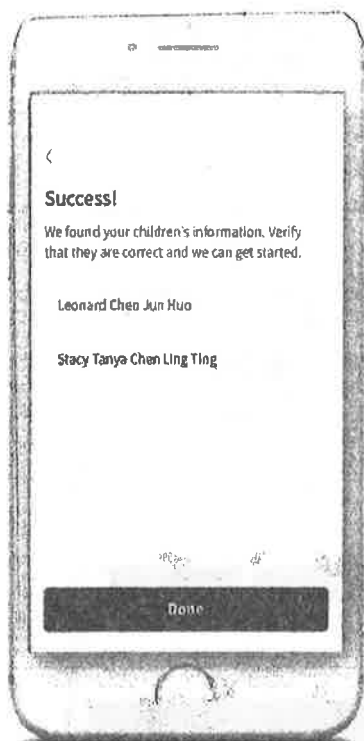 <
Success!
We found your children's information. Verify
that they are correct and we can get started.
Leonard Chen Jun Huo
Stacy Tanya Chen Ling Ting
Done